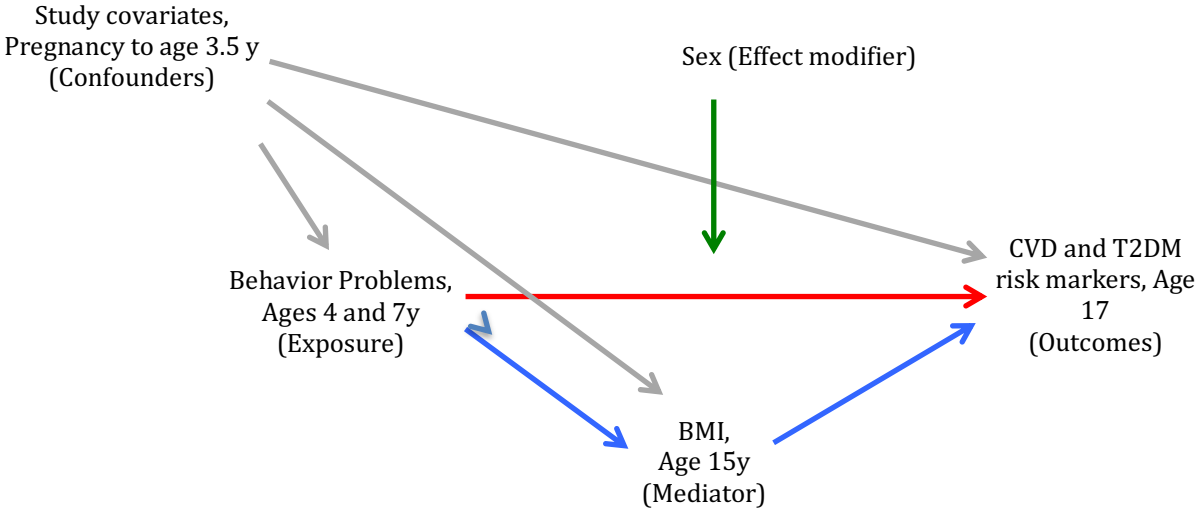 Study covariates,
Pregnancy to age 3.5 y
(Confounders)
Sex (Effect modifier)
Behavior Problems,
Ages 4 and 7y
(Exposure)
CVD and T2DM
risk markers, Age
17
(Outcomes)
BMI,
Age 15y
(Mediator)